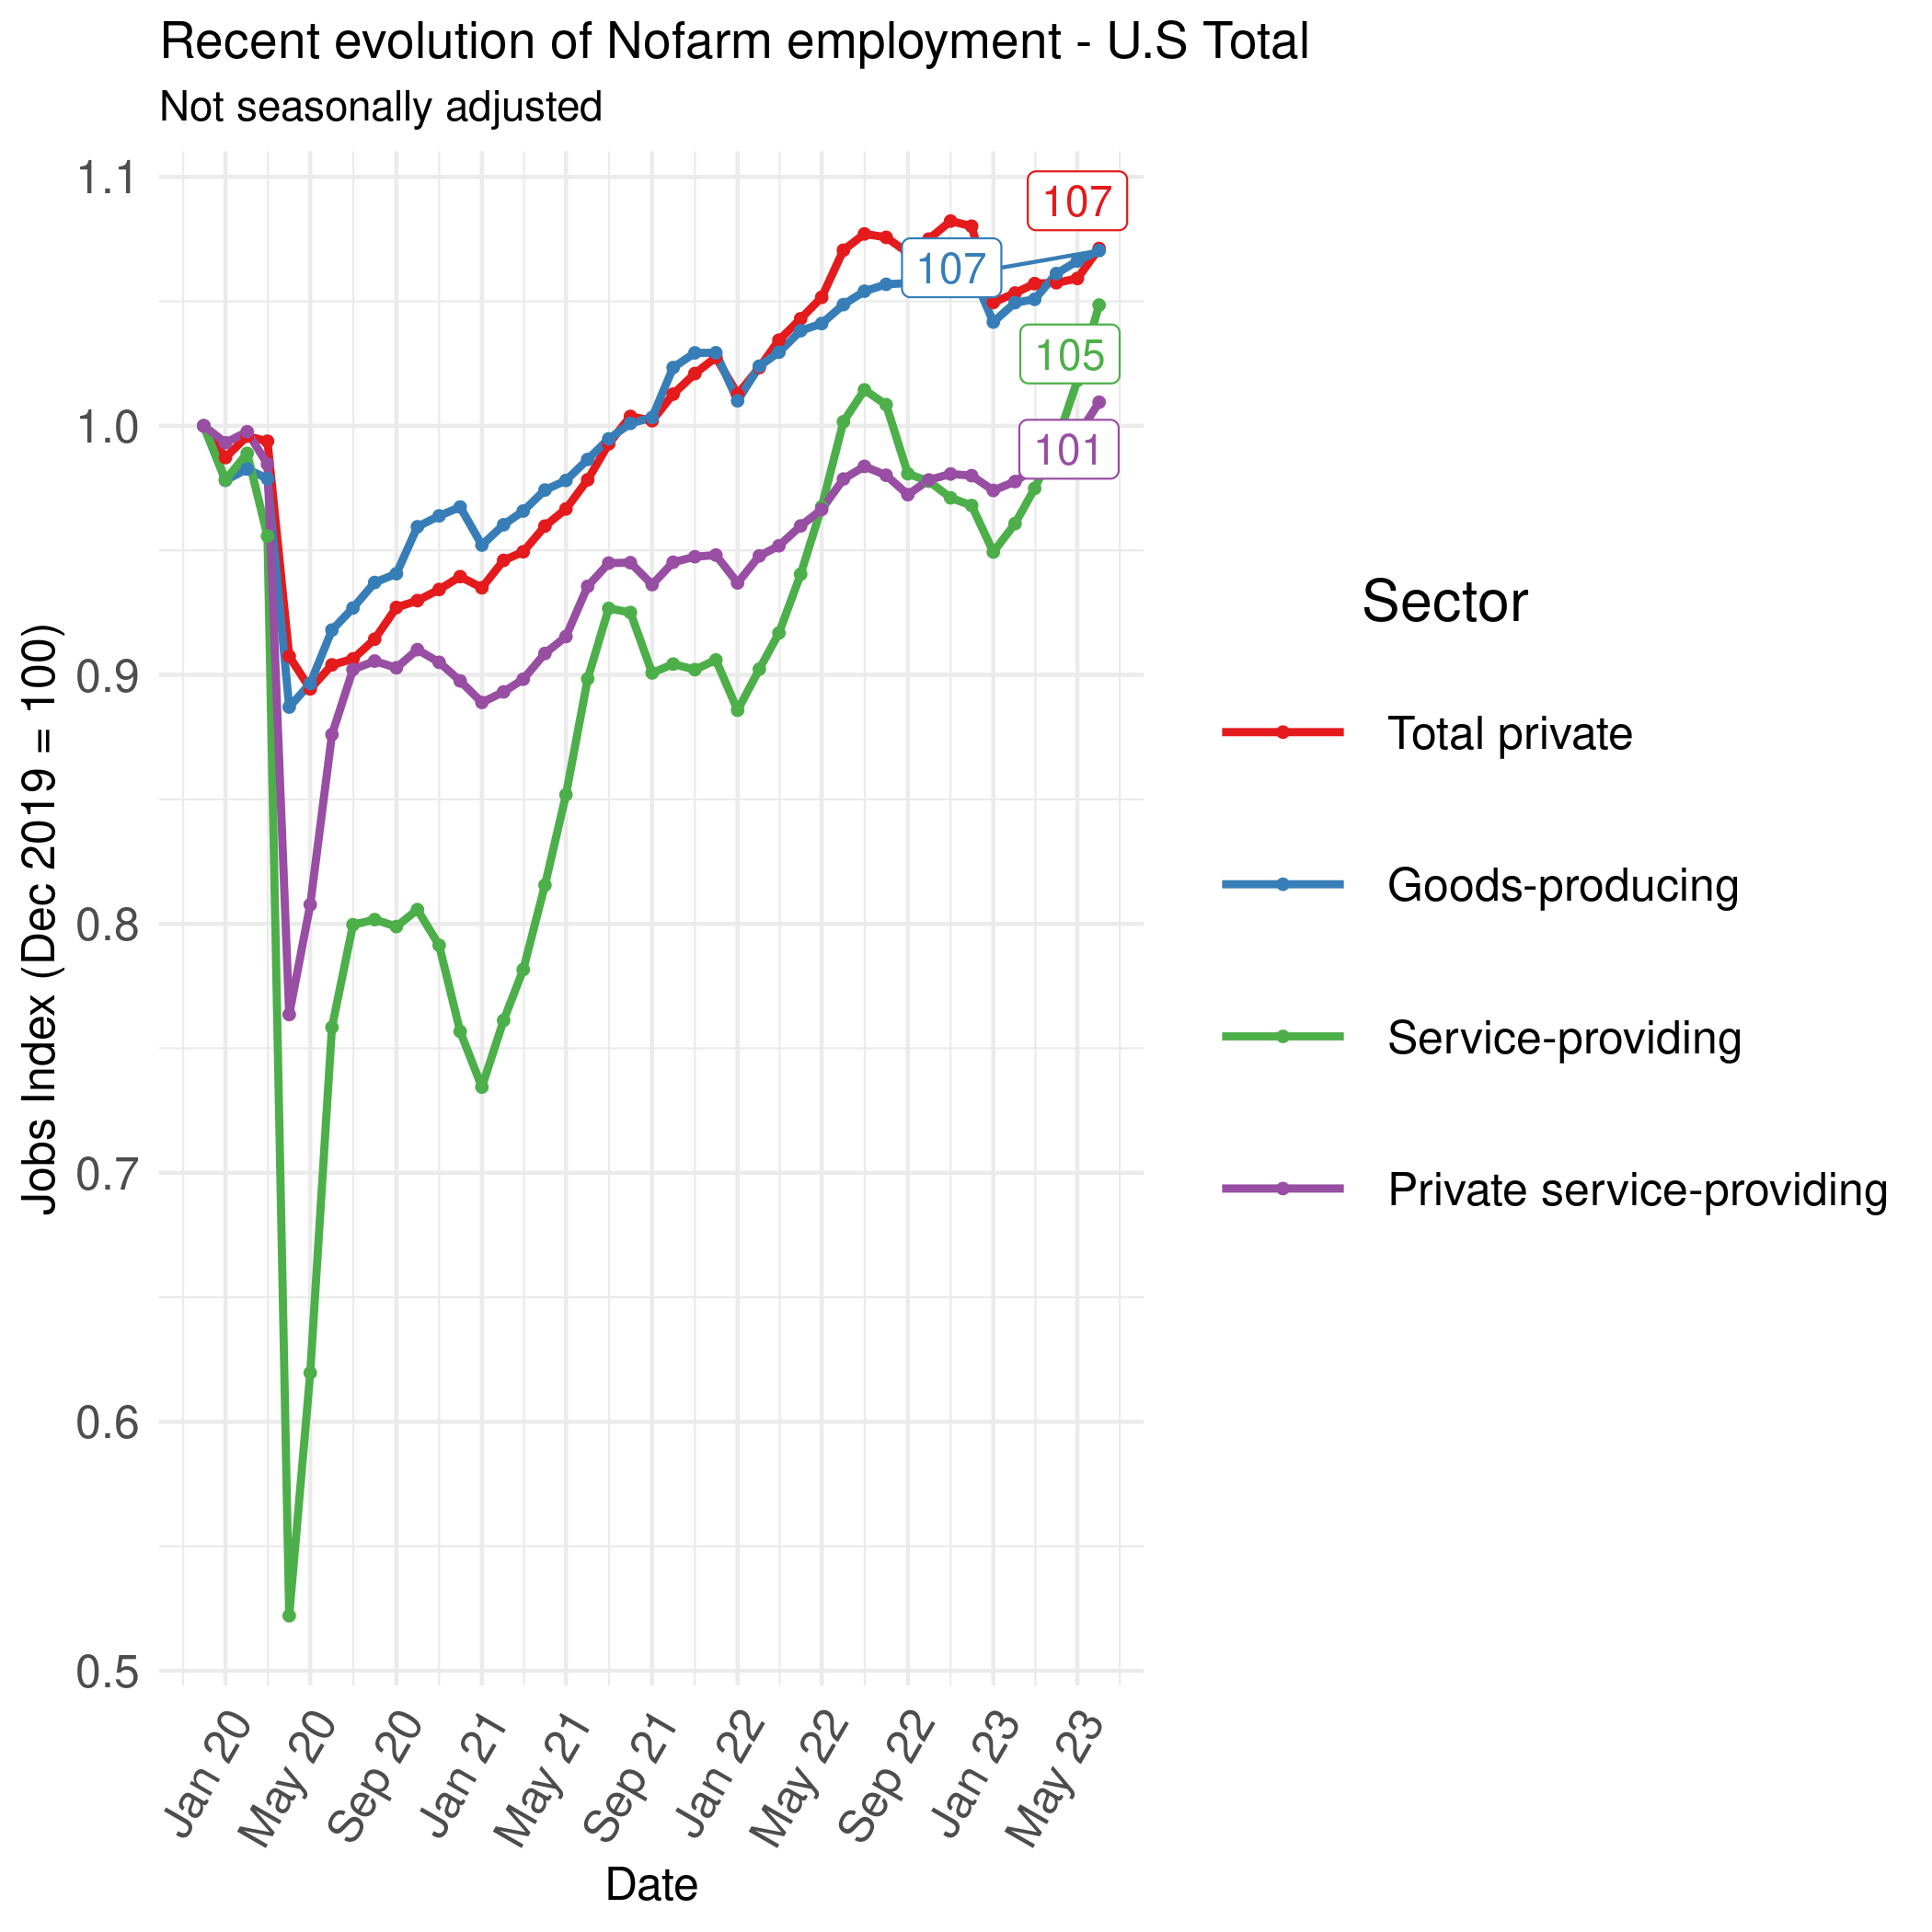 Recent evolution of Nofarm employment - U.S Total
Not seasonally adjusted
Jobs Index (Dec 2019 = 100)
1.1
1.0
0.9
0.8
0.7
0.6
0.5
107
107
105
101
Jan 20
May 20
Sep 20
Jan 21
May 21
Sep 21
Jan 22
May 22
Sep 22
Jan 23
May 23
Date
Sector
Total private
Goods-producing
Service-providing
Private service-providing